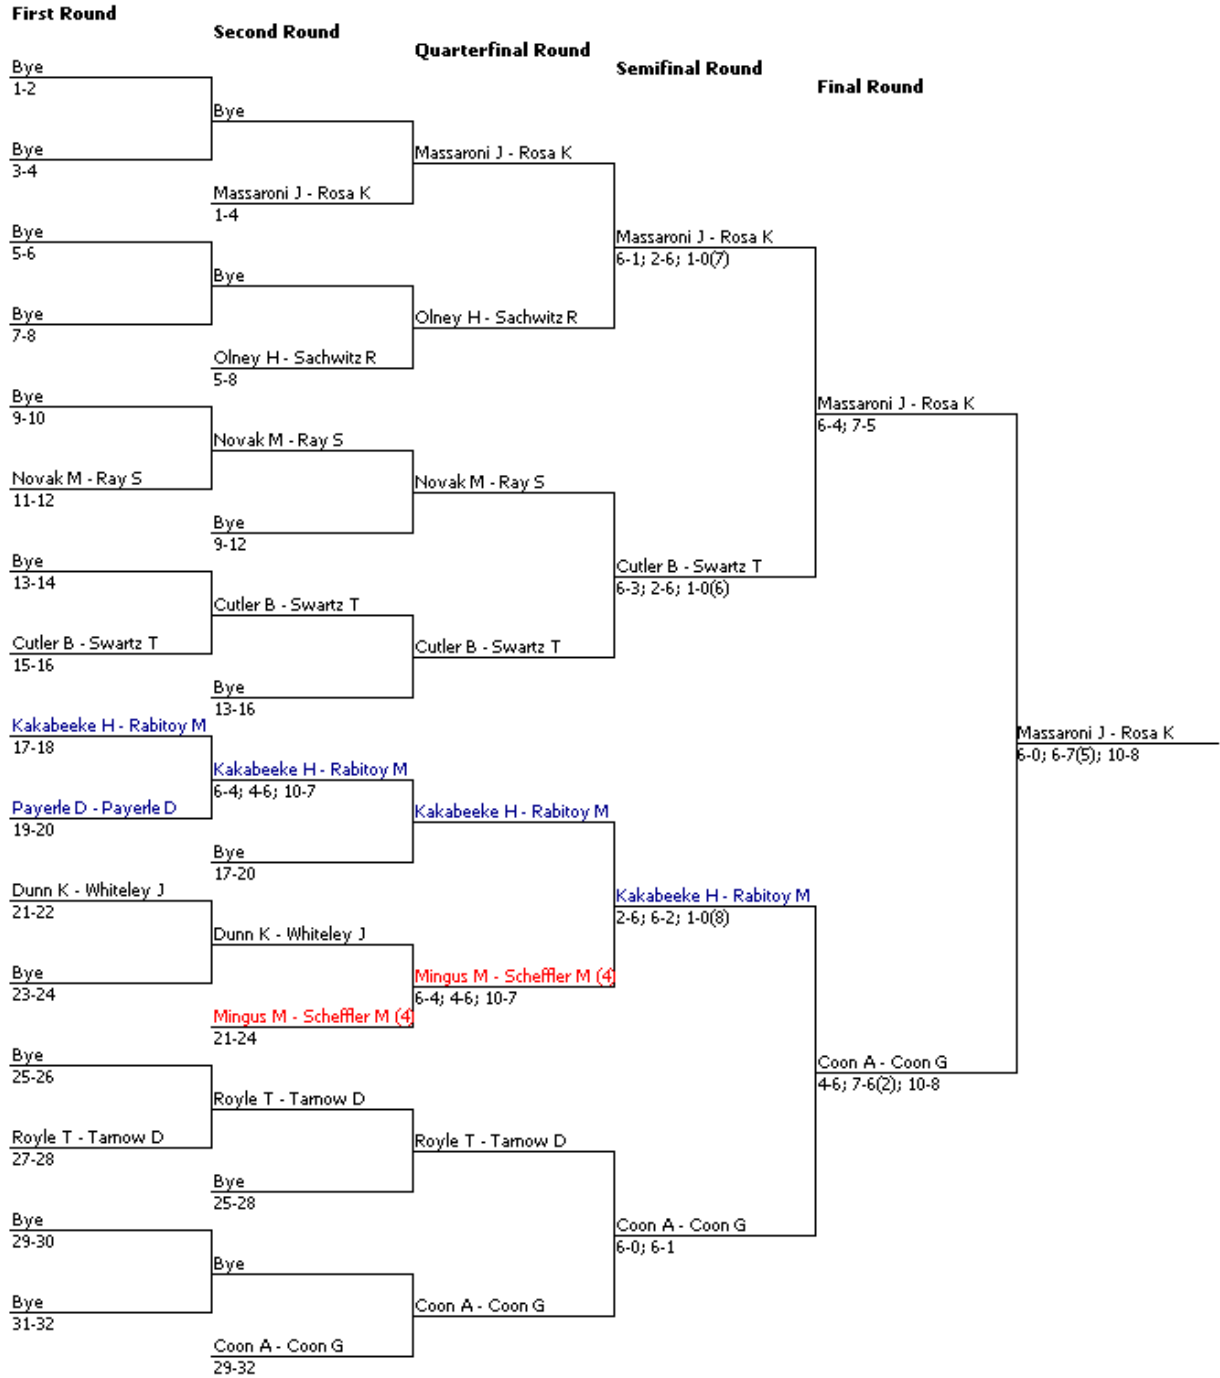 First Round
Second Round
Quarterfinal Round
Semifinal Round
Final Round
Bye
1-2
Bye
Bye
3-4
Massaroni J - Rosa K
Massaroni J - Rosa K
1-4
Bye
5-6
Massaroni J - Rosa K
6-1; 2-6; 1-0(7)
Bye
Bye
7-8
Olney H - Sachwitz R
Olney H - Sachwitz R
5-8
Bye
9-10
Massaroni J - Rosa K
6-4; 7-5
Novak M - Ray S
Novak M - Ray S
11-12
Novak M - Ray S
Bye
9-12
Bye
13-14
Cutler B - Swartz T
6-3; 2-6; 1-0(6)
Cutler B - Swartz T
Cutler B - Swartz T
15-16
Cutler B - Swartz T
Bye
13-16
Kakabeeke H - Rabitoy M
17-18
Massaroni J - Rosa K
6-0; 6-7(5); 10-8
Kakabeeke H - Rabitoy M
6-4; 4-6; 10-7
Payerle D - Payerle D
19-20
Kakabeeke H - Rabitoy M
Bye
17-20
Dunn K - Whiteley J
21-22
Kakabeeke H - Rabitoy M
2-6; 6-2; 1-0(8)
Dunn K - Whiteley J
Bye
23-24
Mingus M - Scheffler M (4)
6-4; 4-6; 10-7
Mingus M - Scheffler M (4)
21-24
Bye
25-26
Coon A - Coon G
4-6; 7-6(2); 10-8
Royle T - Tarnow D
Royle T - Tarnow D
27-28
Royle T - Tarnow D
Bye
25-28
Bye
29-30
Coon A - Coon G
6-0; 6-1
Bye
Bye
31-32
Coon A - Coon G
Coon A - Coon G
29-32